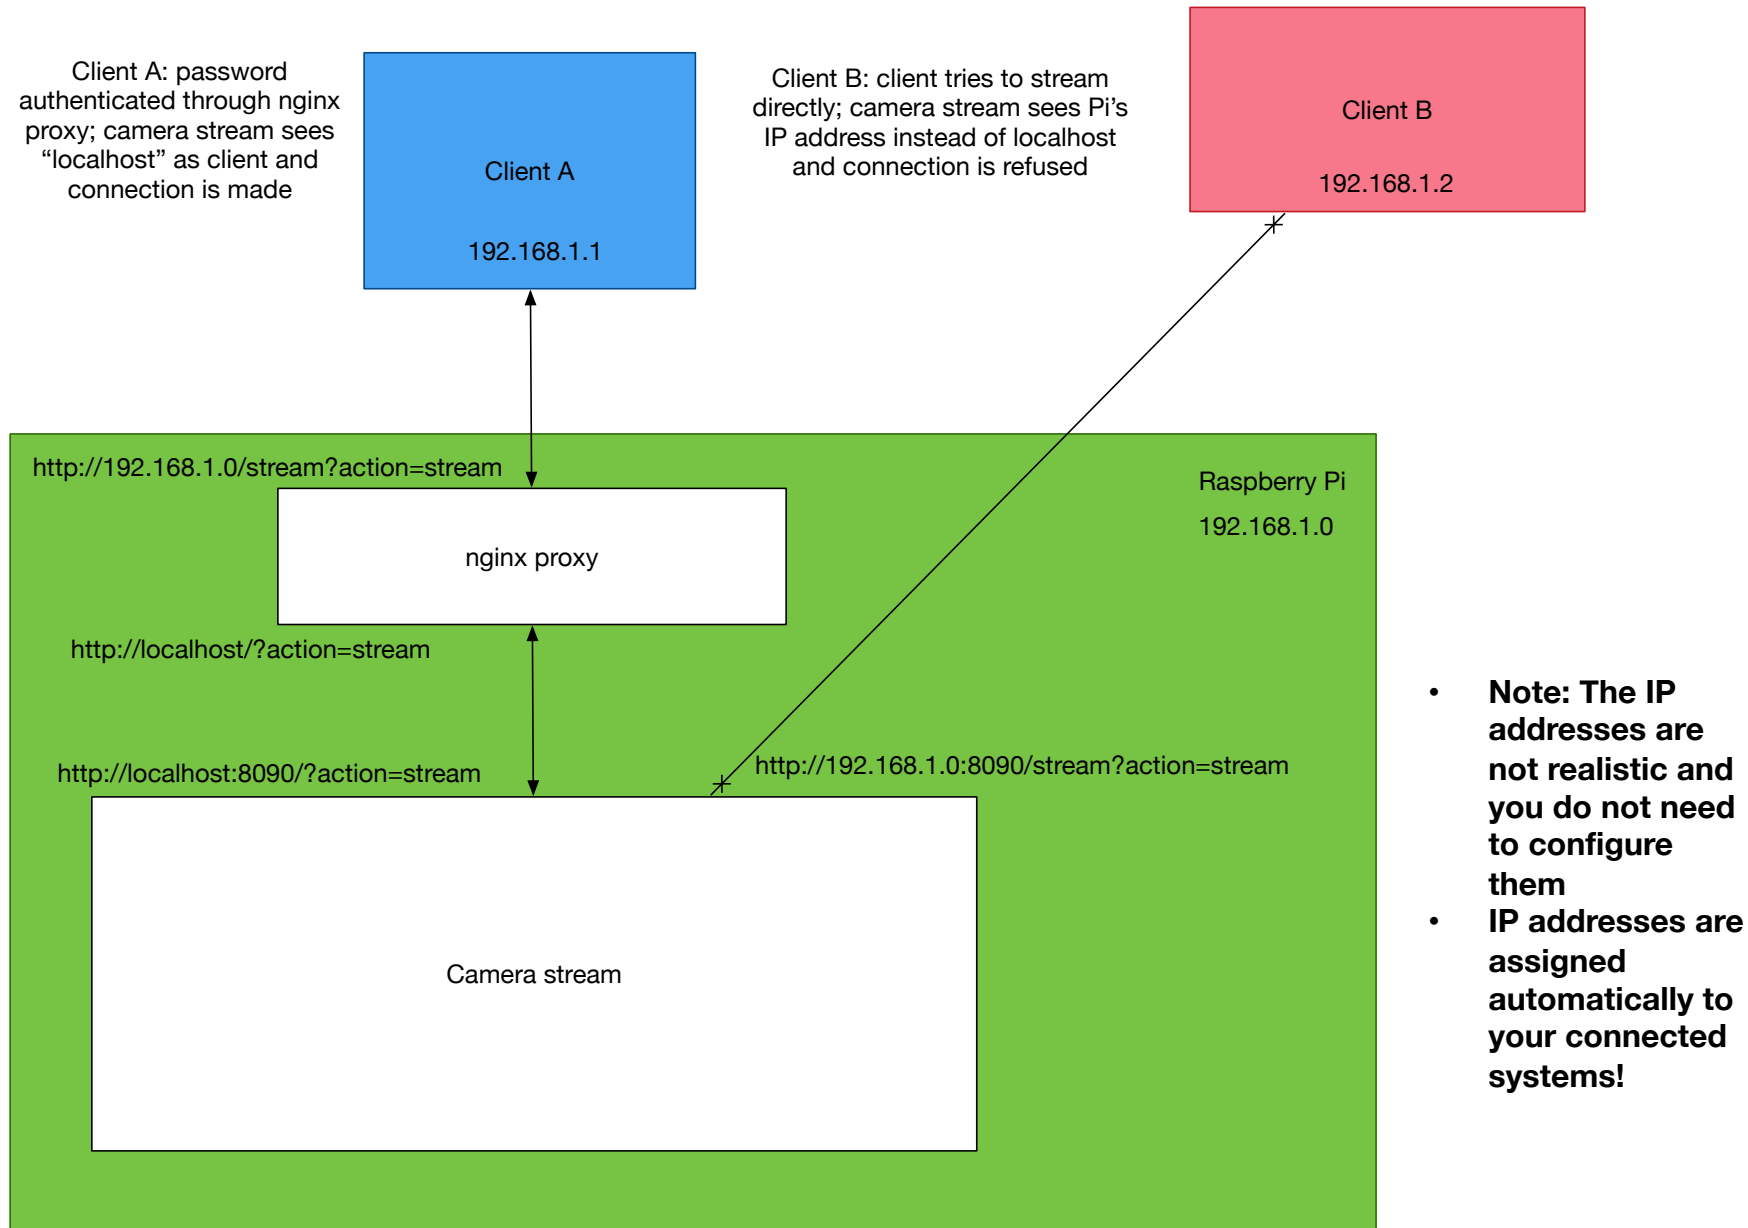 Client A: password
authenticated through nginx
proxy; camera stream sees
“localhost” as client and
connection is made
Client A
192.168.1.1
Client B: client tries to stream
directly; camera stream sees Pi’s
IP address instead of localhost
and connection is refused
Client B
192.168.1.2
http://192.168.1.0/stream?action=stream
Raspberry Pi
192.168.1.0
nginx proxy
http://localhost/?action=stream
http://localhost:8090/?action=stream
http://192.168.1.0:8090/stream?action=stream
Camera stream
• Note: The IP
addresses are
not realistic and
you do not need
to configure
them
• IP addresses are
assigned
automatically to
your connected
systems!